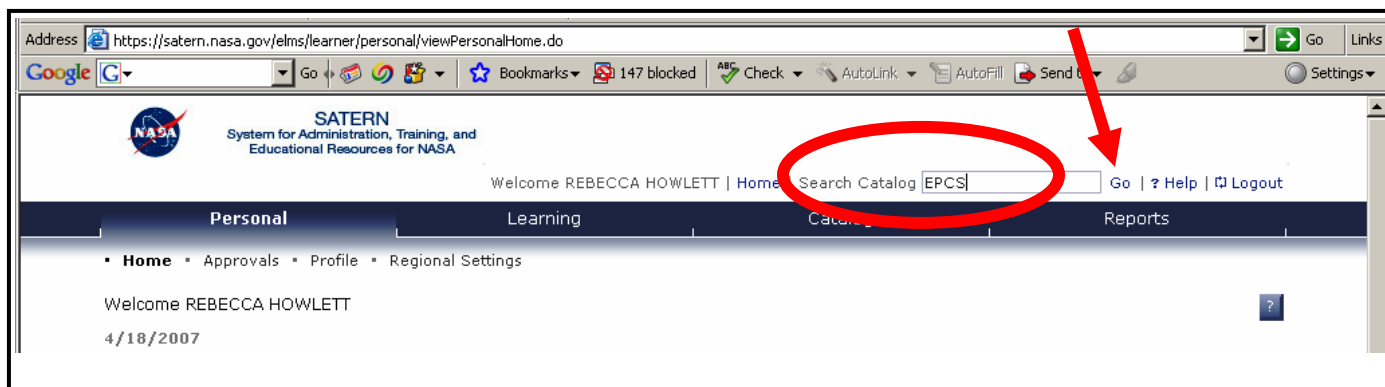 Address https://satern.nasa.gov/elms/learner/personal/viewPersonalHome.do Go Links
Google G Go Bookmarks 147 blocked ABC Check AutoLink AutoFill Send Settings
NASA
SATERN
System for Administration, Training, and
Educational Resources for NASA
Welcome REBECCA HOWLETT | Home | Search Catalog EPCS Go | ? Help | Logout
Personal Learning Reports
Home Approvals Profile Regional Settings
Welcome REBECCA HOWLETT ?
4/18/2007